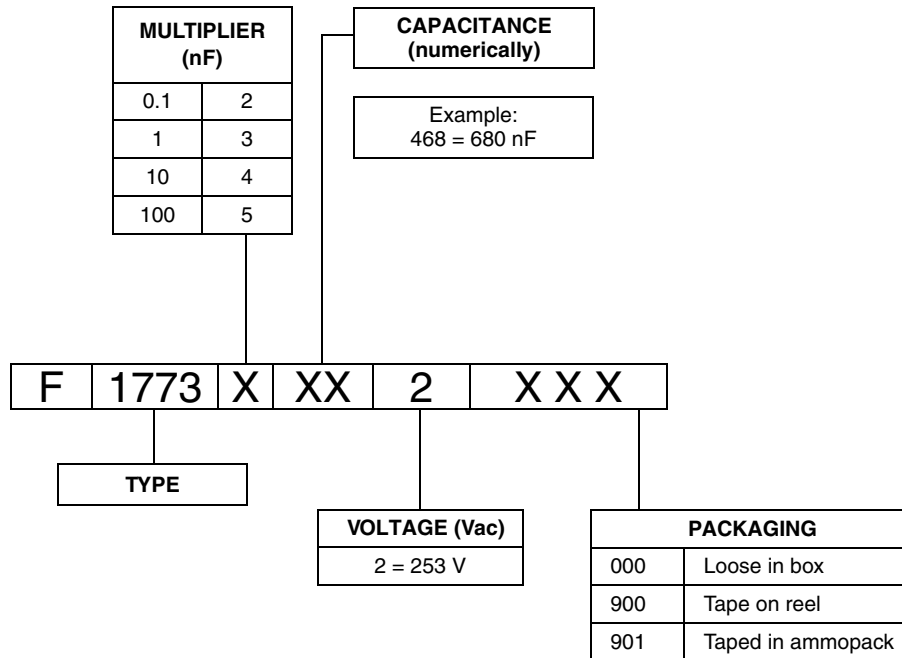 MULTIPLIER
(nF)
0.1 2
1 3
10 4
100 5
CAPACITANCE
(numerically)
Example:
468 = 680 nF
F 1773 X XX 2 X X X
TYPE
VOLTAGE (Vac)
2 = 253 V
PACKAGING
000 Loose in box
900 Tape on reel
901 Taped in ammopack